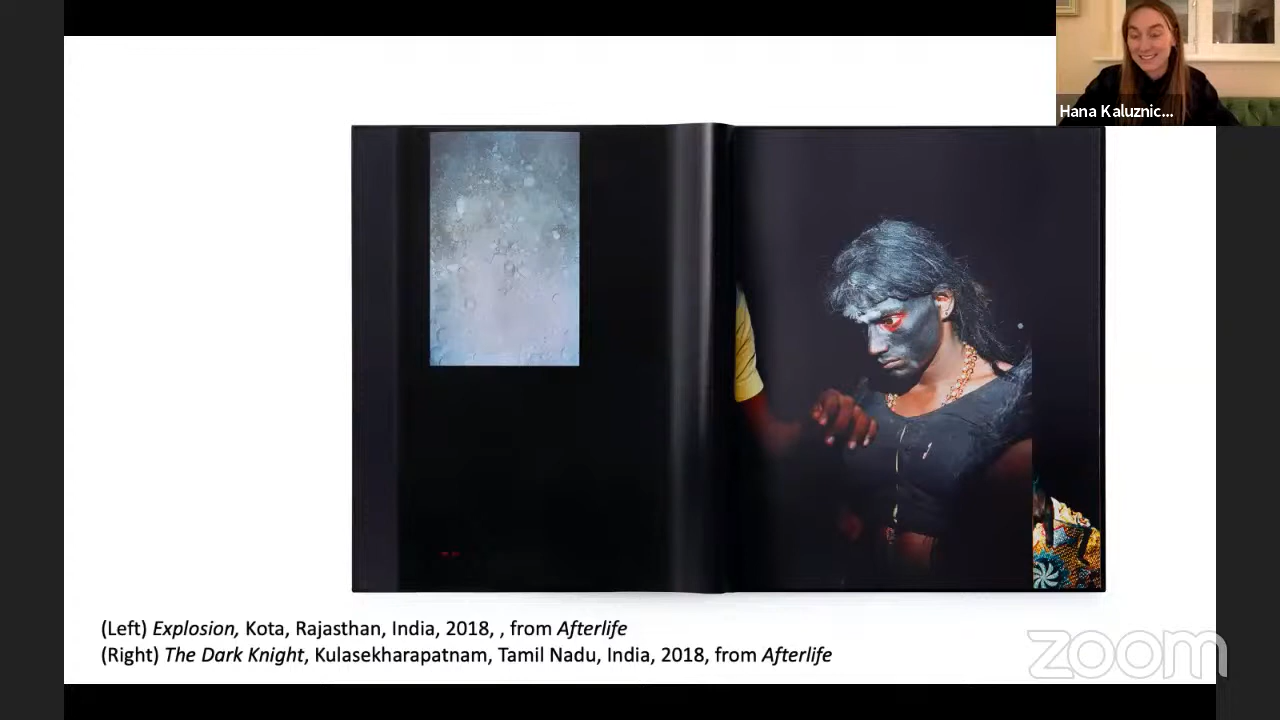 Hana Kaluznic...
(Left) Explosion, Kota, Rajasthan, India, 2018, , from Afterlife
(Right) The Dark Knight, Kulasekharapatnam, Tamil Nadu, India, 2018, from Afterlife
zoom